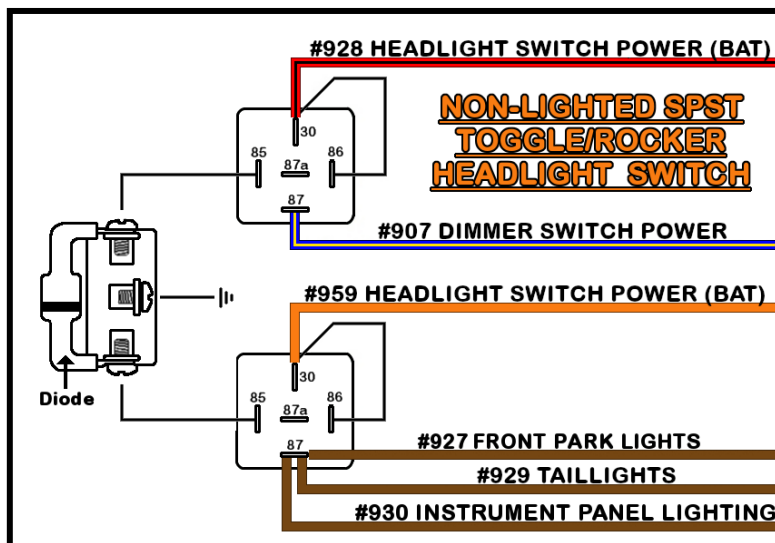 #928 HEADLIGHT SWITCH POWER (BAT)
NON-LIGHTED SPST
TOGGLE/ROCKER
HEADLIGHT SWITCH
30
85
87a
86
87
#907 DIMMER SWITCH POWER
#959 HEADLIGHT SWITCH POWER (BAT)
Diode
30
85
87a
86
87
#927 FRONT PARK LIGHTS
#929 TAILLIGHTS
#930 INSTRUMENT PANEL LIGHTING